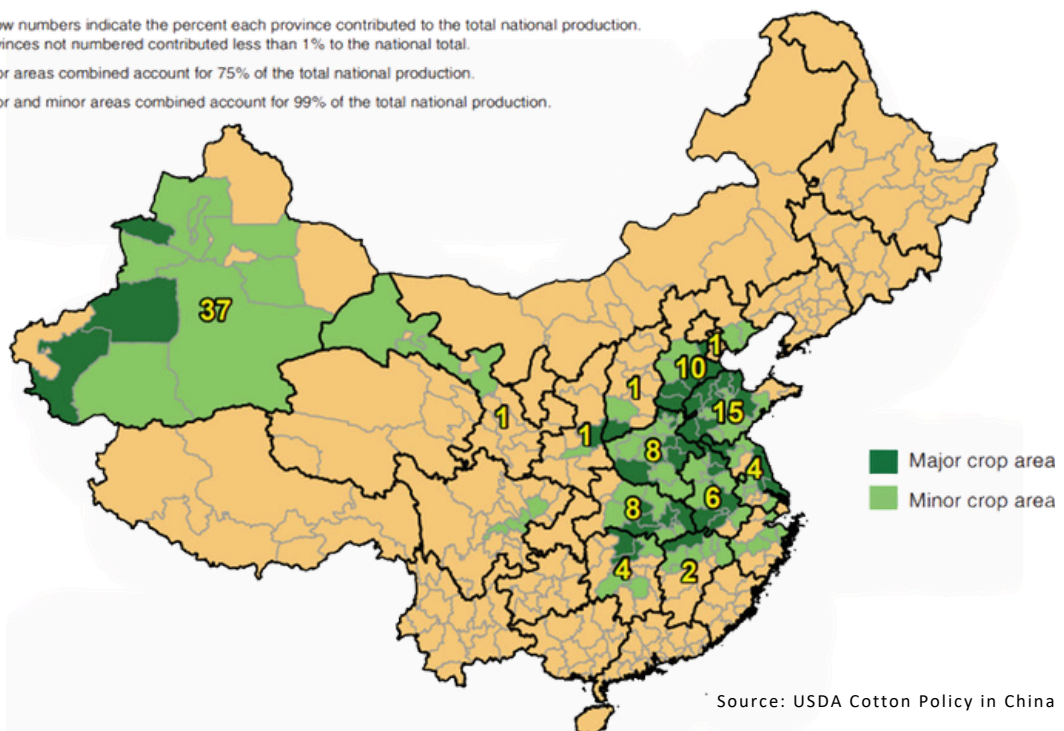 ow numbers indicate the percent each province contributed to the total national production.
vinces not numbered contributed less than 1% to the national total.
or areas combined account for 75% of the total national production.
or and minor areas combined account for 99% of the total national production.
37
1
10
1
15
1
1
8
4
6
8
4
2
Major crop area
Minor crop area
Source: USDA Cotton Policy in China